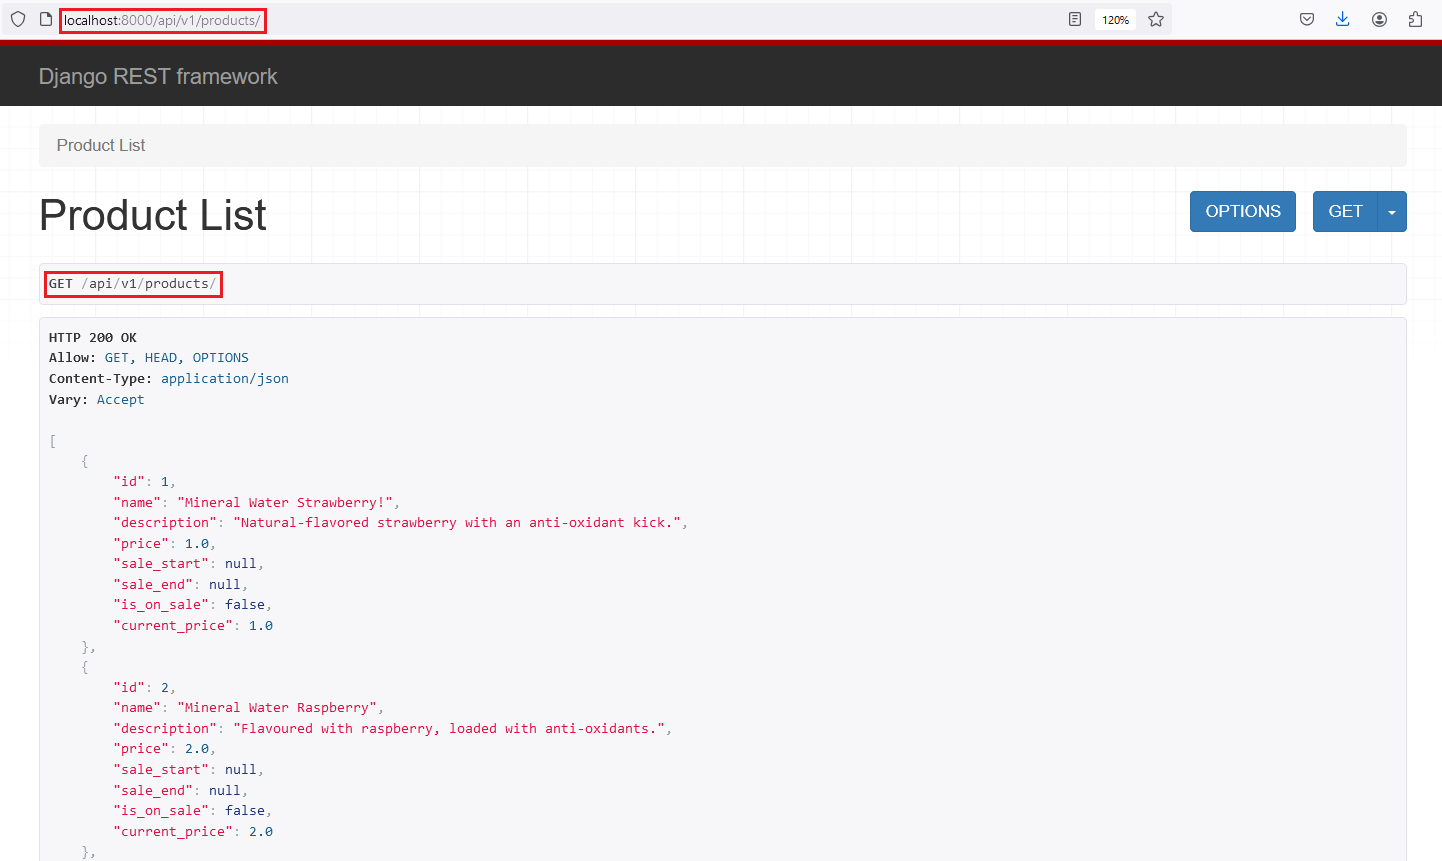 localhost:8000/api/v1/products/
120%
Django REST framework
Product List
Product List
OPTIONS
GET
GET /api/v1/products/
HTTP 200 OK
Allow: GET, HEAD, OPTIONS
Content-Type: application/json
Vary: Accept
[
    {
        "id": 1,
        "name": "Mineral Water Strawberry!",
        "description": "Natural-flavored strawberry with an anti-oxidant kick.",
        "price": 1.0,
        "sale_start": null,
        "sale_end": null,
        "is_on_sale": false,
        "current_price": 1.0
    },
    {
        "id": 2,
        "name": "Mineral Water Raspberry",
        "description": "Flavoured with raspberry, loaded with anti-oxidants.",
        "price": 2.0,
        "sale_start": null,
        "sale_end": null,
        "is_on_sale": false,
        "current_price": 2.0
    },